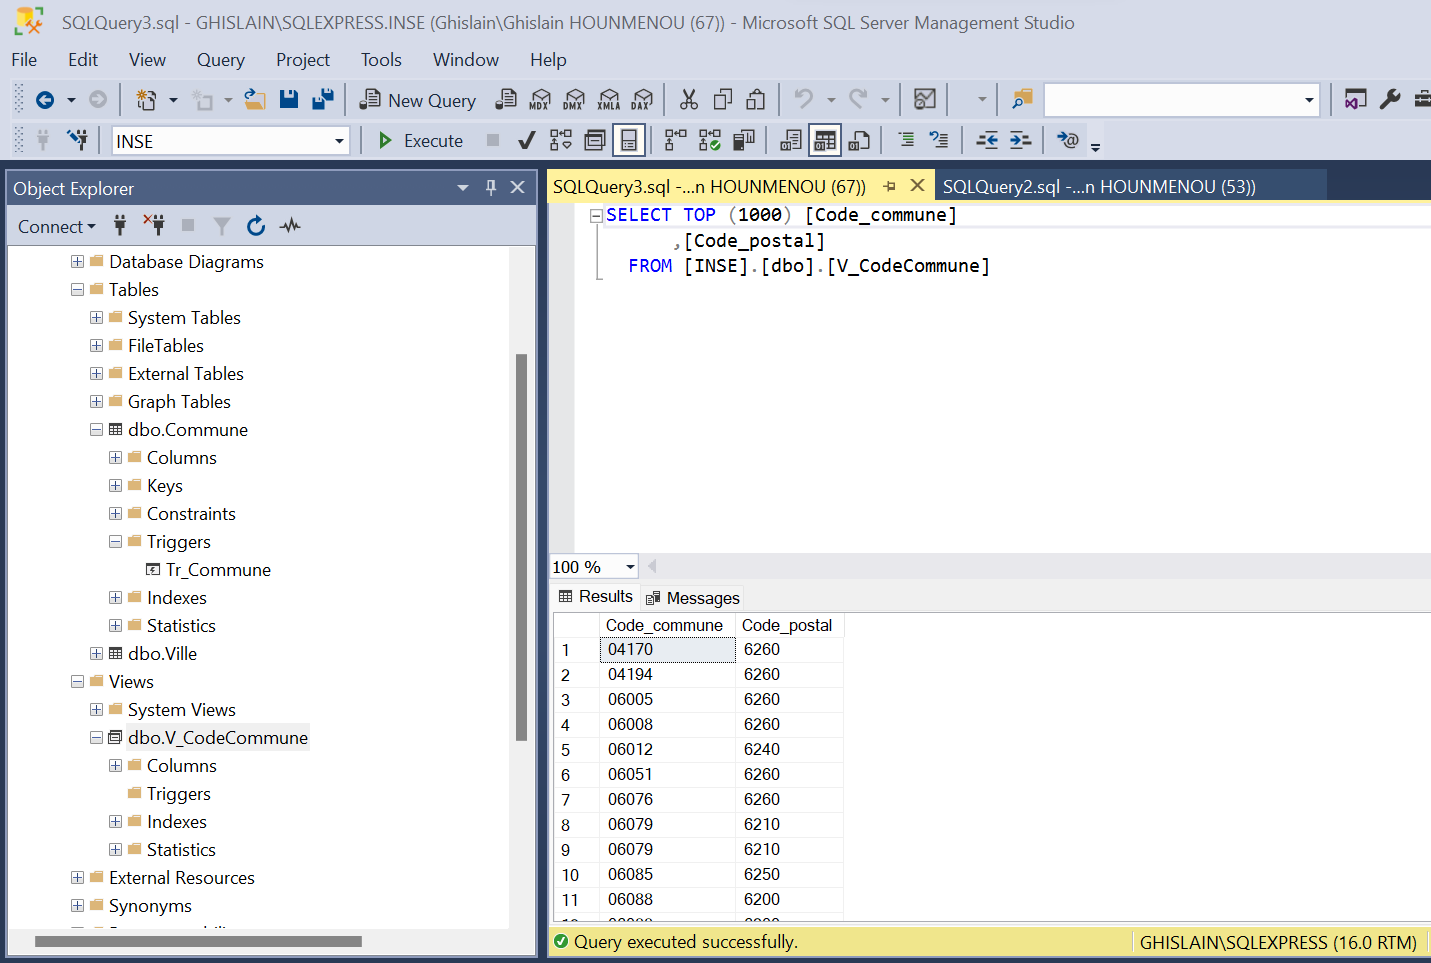 SQLQuery3.sql - GHISLAIN\SQLEXPRESS.INSE (Ghislain\Ghislain HOUNMENOU (67)) - Microsoft SQL Server Management Studio
File Edit View Query Project Tools Window Help
New Query MDX DMX XMLA DAX
INSE Execute
Object Explorer
Connect
Database Diagrams
Tables
System Tables
FileTables
External Tables
Graph Tables
dbo.Commune
Columns
Keys
Constraints
Triggers
Tr_Commune
Indexes
Statistics
dbo.Ville
Views
System Views
dbo.V_CodeCommune
Columns
Triggers
Indexes
Statistics
External Resources
Synonyms
SQLQuery3.sql -...n HOUNMENOU (67)) SQLQuery2.sql -...n HOUNMENOU (53))
SELECT TOP (1000) [Code_commune]
,[Code_postal]
FROM [INSE].[dbo].[V_CodeCommune]
100 %
Results Messages
Code_commune Code_postal
1 04170 6260
2 04194 6260
3 06005 6260
4 06008 6260
5 06012 6240
6 06051 6260
7 06076 6260
8 06079 6210
9 06079 6210
10 06085 6250
11 06088 6200
Query executed successfully. GHISLAIN\SQLEXPRESS (16.0 RTM)